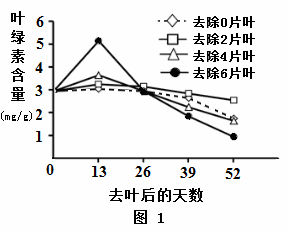 叶绿素含量
(mg/g)
6
5
4
3
2
1
去除0片叶
去除2片叶
去除4片叶
去除6片叶
0 13 26 39 52
去叶后的天数
图 1